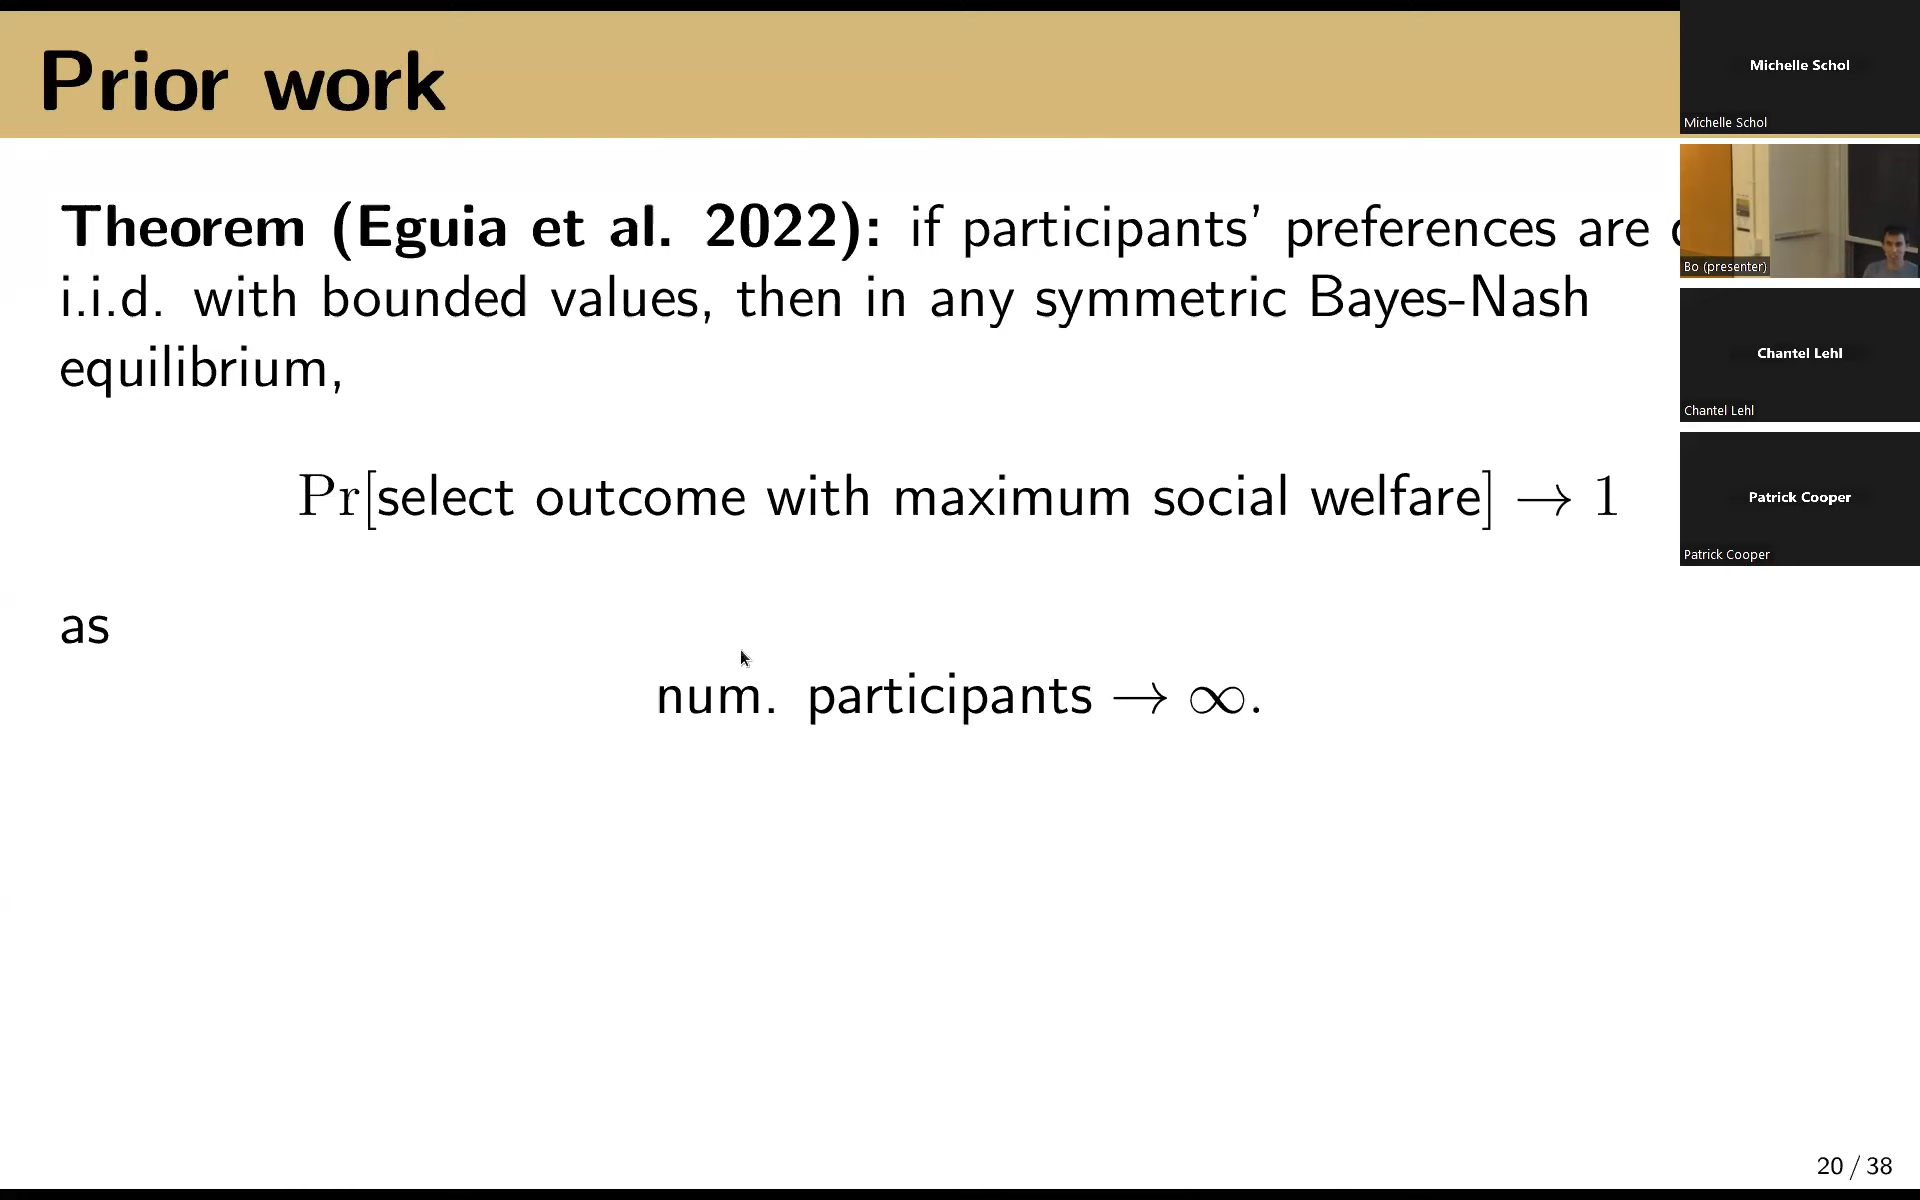 Prior work
Theorem (Eguia et al. 2022): if participants' preferences are
i.i.d. with bounded values, then in any symmetric Bayes-Nash
equilibrium,
Pr[select outcome with maximum social welfare] → 1
as
num. participants → ∞.
20 / 38
Michelle Schol
Michelle Schol
Bo (presenter)
Chantel Lehl
Chantel Lehl
Patrick Cooper
Patrick Cooper